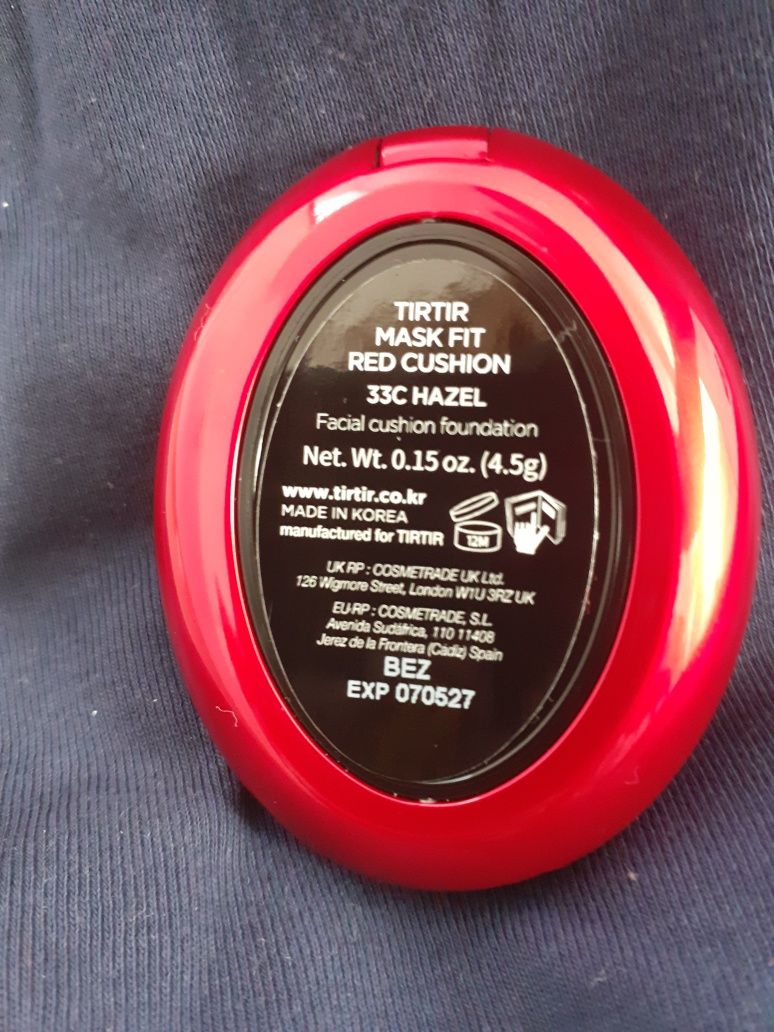 TIRTIR
MASK FIT
RED CUSHION
33C HAZEL
Facial cushion foundation
Net. Wt. 0.15 oz. (4.5g)
www.tirtir.co.kr
MADE IN KOREA
manufactured for TIRTIR
12M
UK RP : COSMETRADE UK Ltd.
126 Wigmore Street, London W1U 3RZ UK
EU RP : COSMETRADE, S.L.
Avenida Sudáfrica, 110 11408
Jerez de la Frontera (Cádiz) Spain
BEZ
EXP 070527